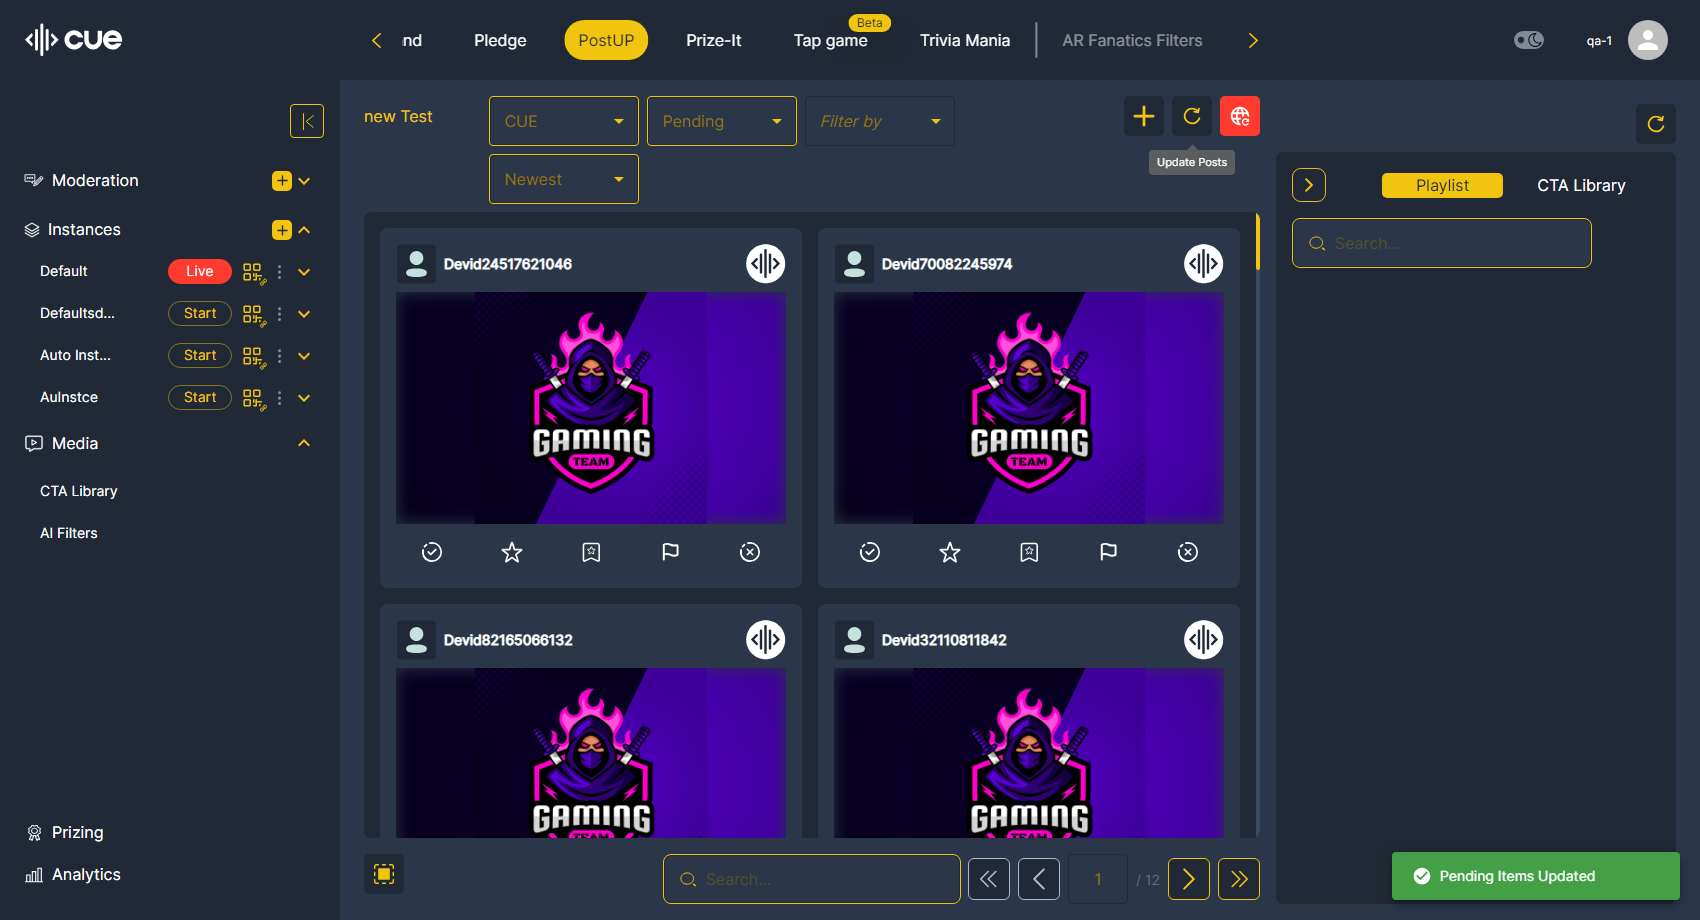 cue
nd
Pledge
PostUP
Prize-It
Tap game
Beta
Trivia Mania
AR Fanatics Filters
qa-1
Moderation
Instances
Default
Live
Defaultsd...
Start
Auto Inst...
Start
AuInstce
Start
Media
CTA Library
AI Filters
Prizing
Analytics
new Test
CUE
Pending
Filter by
Newest
Update Posts
Devid24517621046
GAMING
TEAM
Devid70082245974
GAMING
TEAM
Devid82165066132
GAMING
TEAM
Devid32110811842
GAMING
TEAM
Search...
1
/ 12
Playlist
CTA Library
Search...
Pending Items Updated